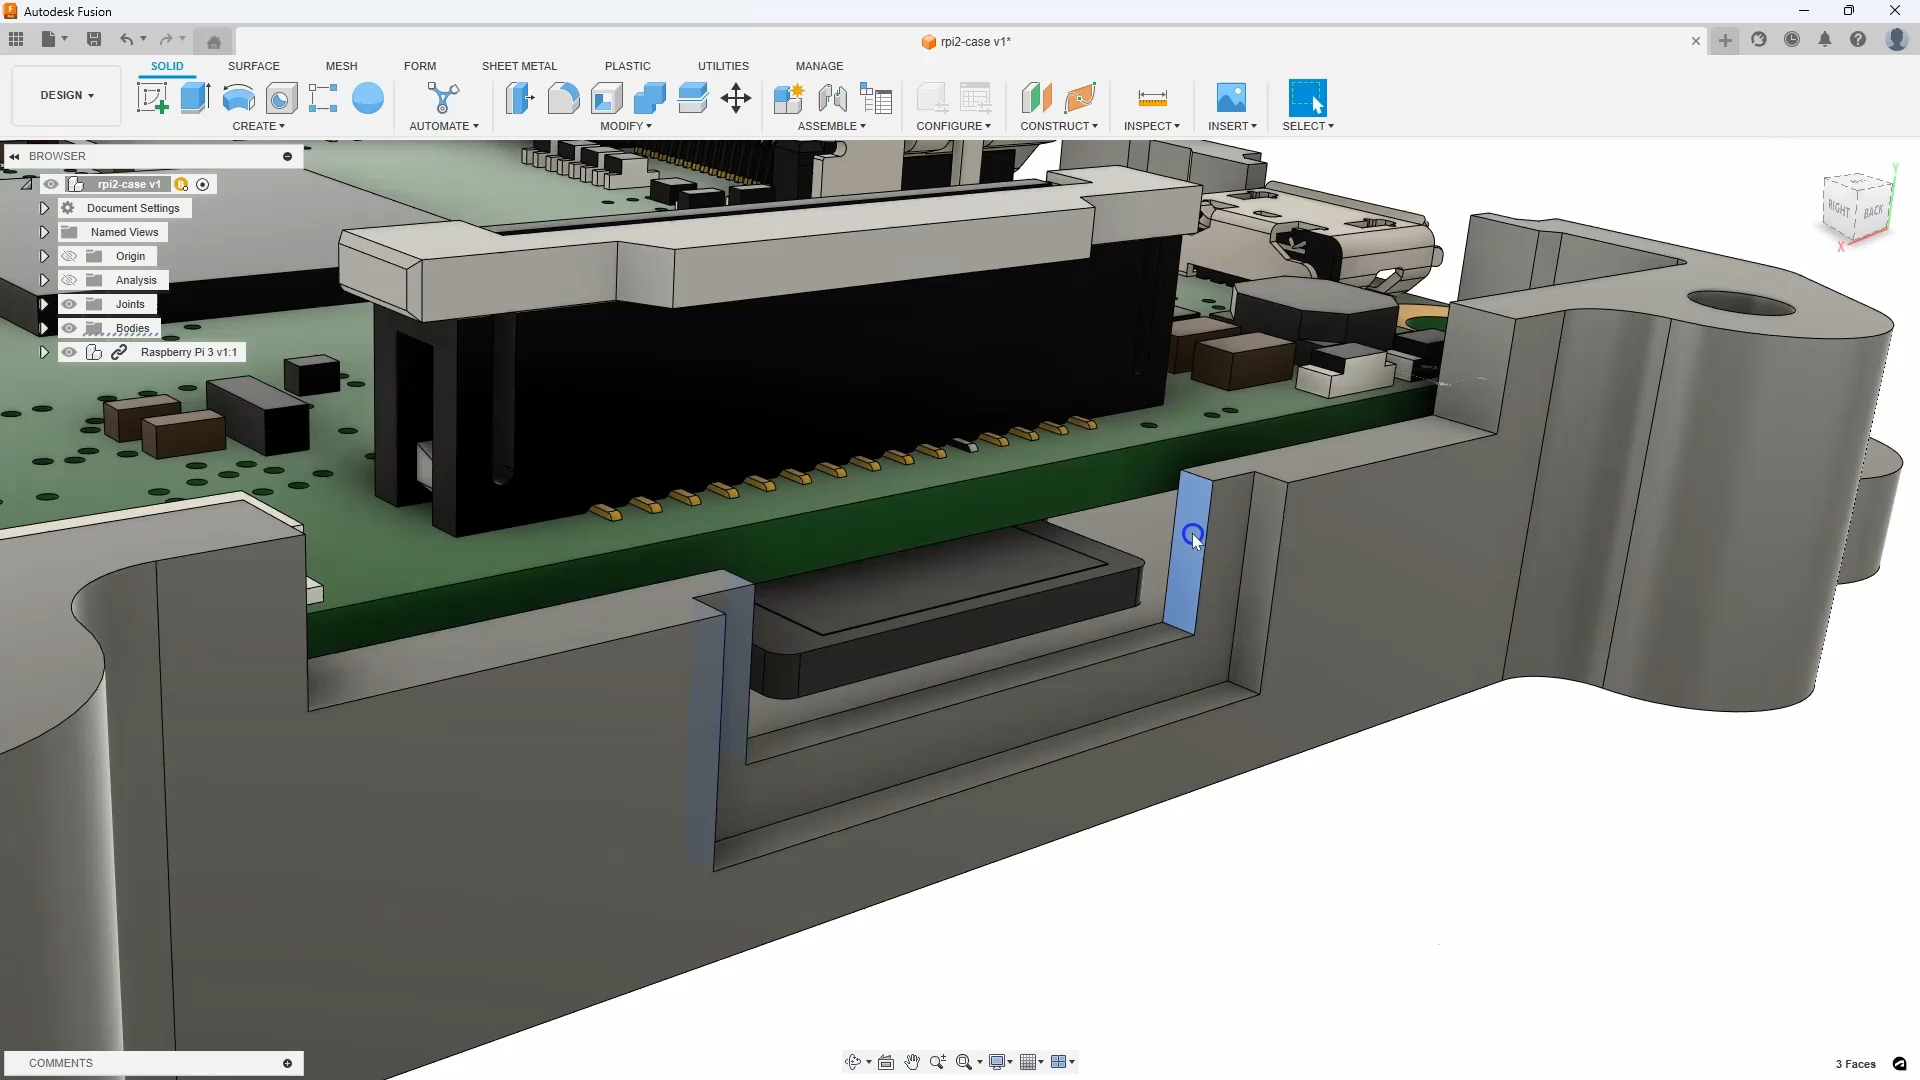 Autodesk Fusion
rpi2-case v1*
DESIGN
SOLID
SURFACE
MESH
FORM
SHEET METAL
PLASTIC
UTILITIES
MANAGE
CREATE
AUTOMATE
MODIFY
ASSEMBLE
CONFIGURE
CONSTRUCT
INSPECT
INSERT
SELECT
BROWSER
rpi2-case v1
Document Settings
Named Views
Origin
Analysis
Joints
Bodies
Raspberry Pi 3 v1:1
Y
RIGHT
BACK
X
COMMENTS
3 Faces